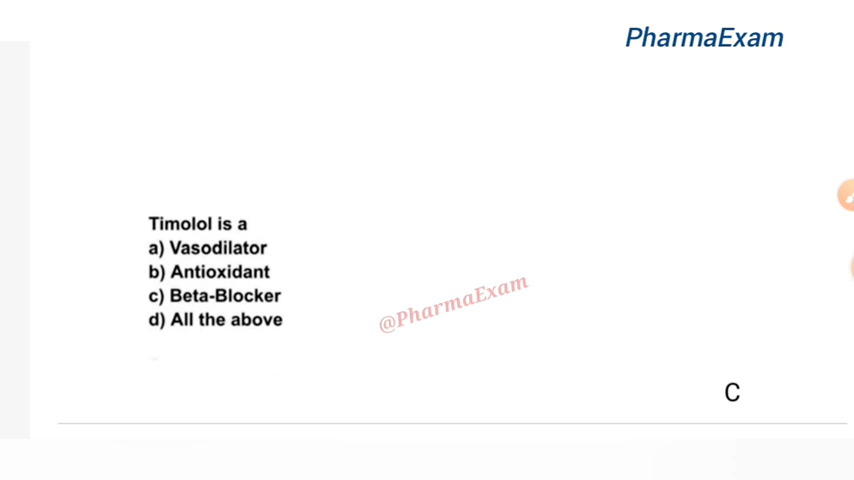 PharmaExam
Timolol is a
a) Vasodilator
b) Antioxidant
c) Beta-Blocker
d) All the above
@PharmaExam
C